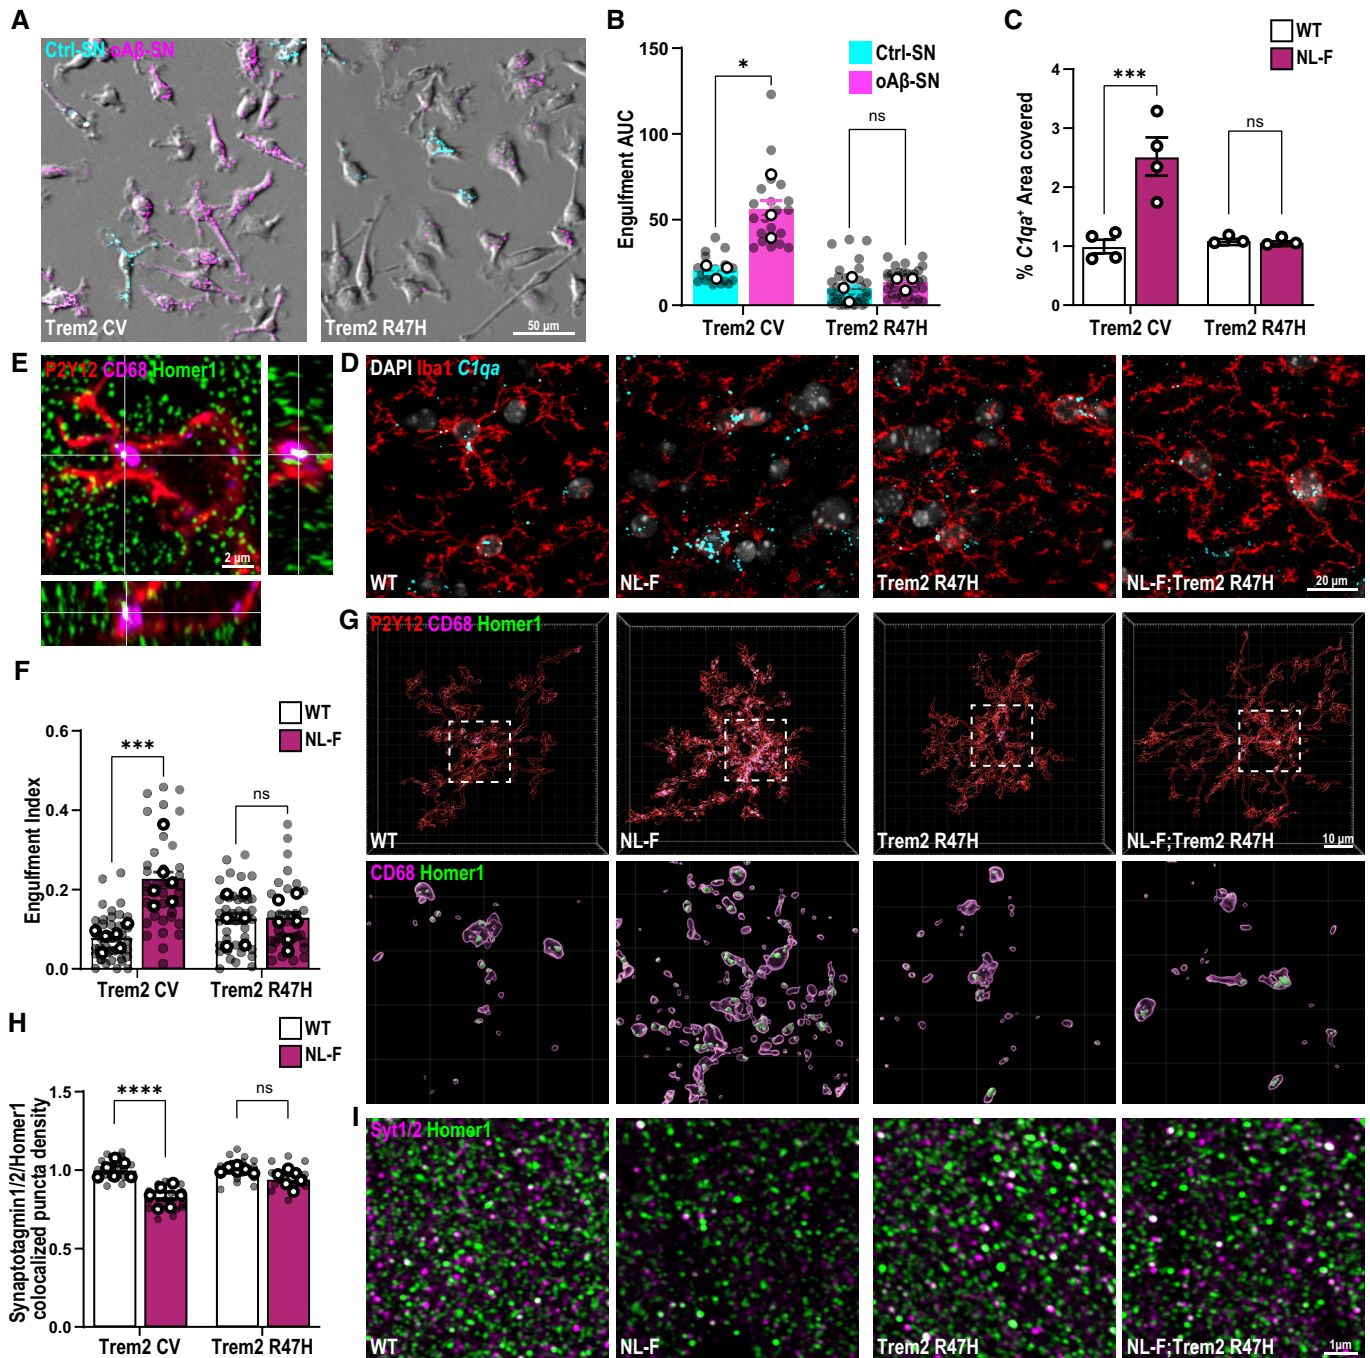 A
Ctrl-SN oAβ-SN
Trem2 CV
Trem2 R47H
50 µm
B
Engulfment AUC
150
100
50
0
*
ns
Ctrl-SN
oAβ-SN
Trem2 CV
Trem2 R47H
C
WT
NL-F
% C1qa+ Area covered
4
3
2
1
0
***
ns
Trem2 CV
Trem2 R47H
E
P2Y12 CD68 Homer1
2 µm
D
DAPI Iba1 C1qa
WT
NL-F
Trem2 R47H
NL-F;Trem2 R47H
20 µm
F
WT
NL-F
Engulfment Index
0.6
0.4
0.2
0.0
***
ns
Trem2 CV
Trem2 R47H
G
P2Y12 CD68 Homer1
WT
NL-F
Trem2 R47H
NL-F;Trem2 R47H
10 µm
CD68 Homer1
H
WT
NL-F
Synaptotagmin1/2/Homer1
colocalized puncta density
1.5
1.0
0.5
0.0
****
ns
Trem2 CV
Trem2 R47H
I
Syt1/2 Homer1
WT
NL-F
Trem2 R47H
NL-F;Trem2 R47H
1µm